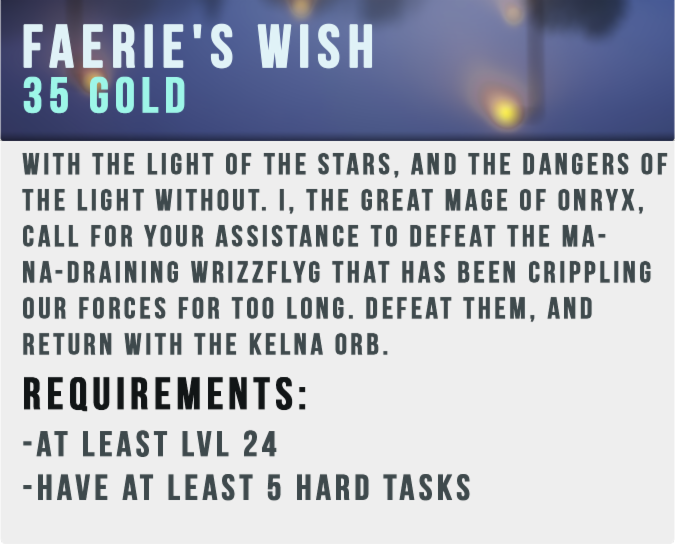 FAERIE'S WISH
35 GOLD
WITH THE LIGHT OF THE STARS, AND THE DANGERS OF
THE LIGHT WITHOUT. I, THE GREAT MAGE OF ONRYX,
CALL FOR YOUR ASSISTANCE TO DEFEAT THE MA-
NA-DRAINING WRIZZFLYG THAT HAS BEEN CRIPPLING
OUR FORCES FOR TOO LONG. DEFEAT THEM, AND
RETURN WITH THE KELNA ORB.
REQUIREMENTS:
-AT LEAST LVL 24
-HAVE AT LEAST 5 HARD TASKS